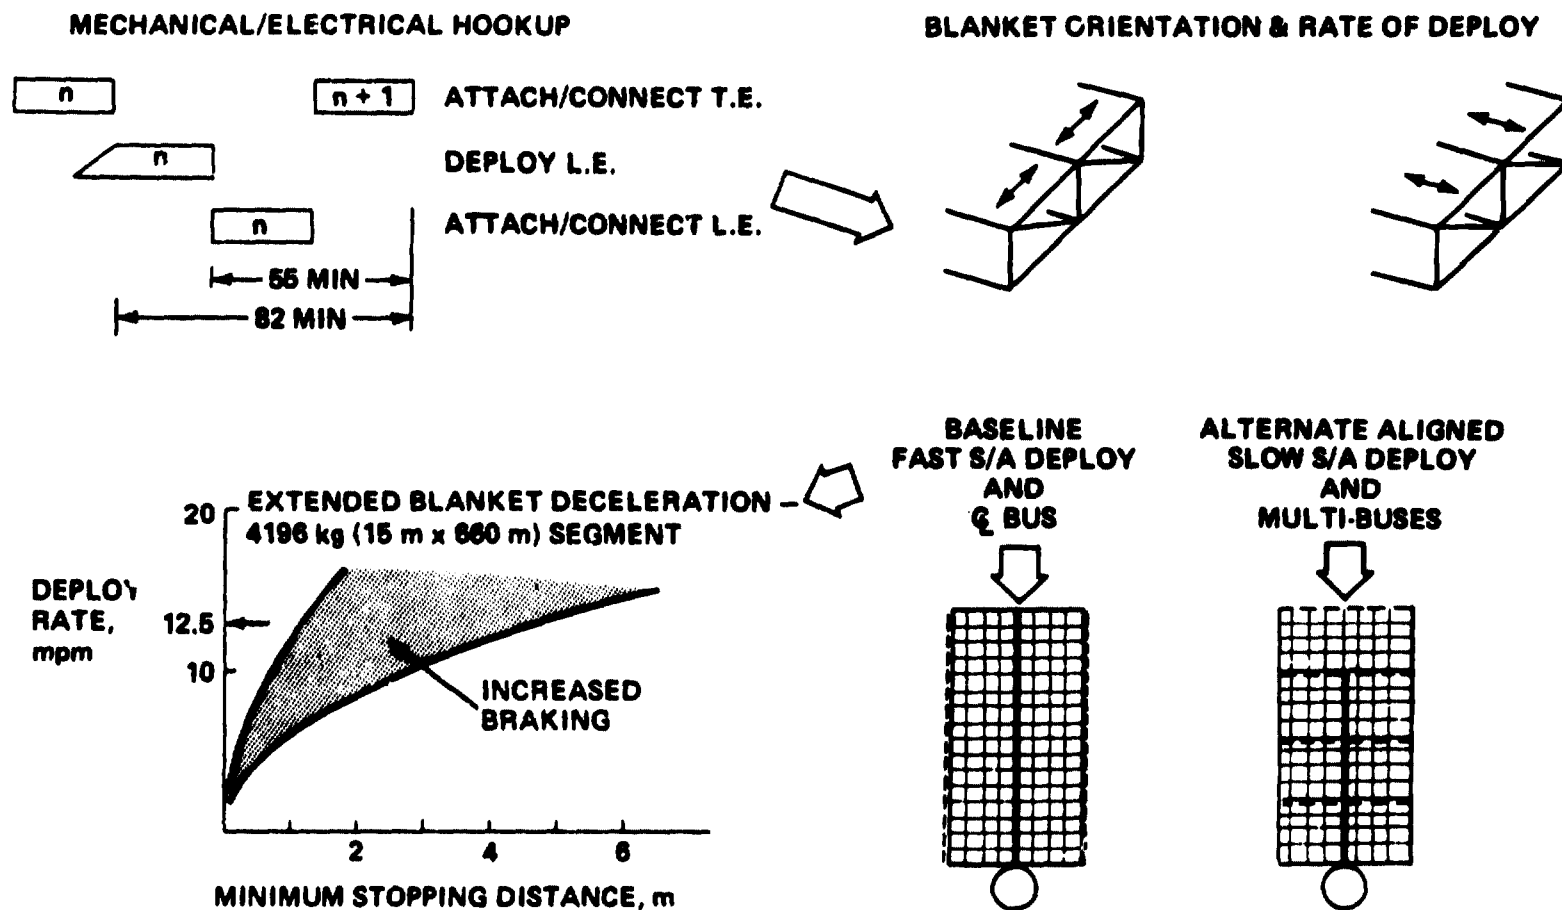 MECHANICAL/ELECTRICAL HOOKUP
n
n + 1
ATTACH/CONNECT T.E.
n
DEPLOY L.E.
n
ATTACH/CONNECT L.E.
55 MIN
82 MIN
BLANKET ORIENTATION & RATE OF DEPLOY
EXTENDED BLANKET DECELERATION
4196 kg (15 m x 660 m) SEGMENT
20
DEPLOY
RATE,
mpm
12.5
10
INCREASED
BRAKING
2
4
6
MINIMUM STOPPING DISTANCE, m
BASELINE
FAST S/A DEPLOY
AND
℄ BUS
ALTERNATE ALIGNED
SLOW S/A DEPLOY
AND
MULTI-BUSES